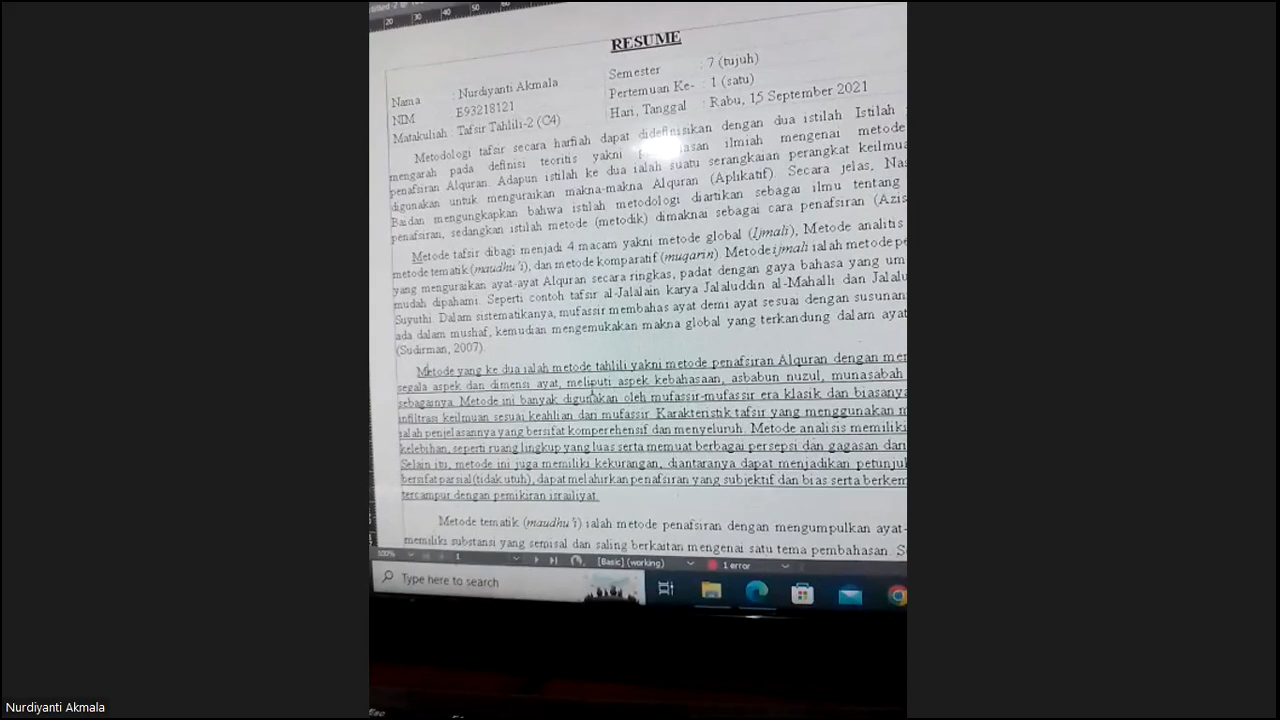 20 30 40 50
RESUME
Nama : Nurdiyanti Akmala
NIM E93218121
Matakuliah : Tafsir Tahlili-2 (C4)
Semester : 7 (tujuh)
Pertemuan Ke- : 1 (satu)
Hari, Tanggal : Rabu, 15 September 2021
Metodologi tafsir secara harfiah dapat didefinisikan dengan dua istilah Istilah
mengarah pada definisi teoritis yakni ilmiah mengenai metode
penafsiran Alquran. Adapun istilah ke dua ialah suatu serangkaian perangkat keilmua
digunakan untuk menguraikan makna-makna Alquran (Aplikatif). Secara jelas, Nas
Baidan mengungkapkan bahwa istilah metodologi diartikan sebagai ilmu tentang
penafsiran, sedangkan istilah metode (metodik) dimaknai sebagai cara penafsiran (Azis
Metode tafsir dibagi menjadi 4 macam yakni metode global (Ijmali), Metode analitis
metode tematik (maudhu'i), dan metode komparatif (muqarin). Metode ijmali ialah metode pe
yang menguraikan ayat-ayat Alquran secara ringkas, padat dengan gaya bahasa yang um
mudah dipahami. Seperti contoh tafsir al-Jalalain karya Jalaluddin al-Mahalli dan Jalalu
Suyuthi. Dalam sistematikanya, mufassir membahas ayat demi ayat sesuai dengan susunan
ada dalam mushaf, kemudian mengemukakan makna global yang terkandung dalam ayat
(Sudirman, 2007)
Metode yang ke dua ialah metode tahlili yakni metode penafsiran Alquran dengan men
segala aspek dan dimensi ayat, meliputi aspek kebahasaan, asbabun nuzul, munasabah
sebagainya. Metode ini banyak digunakan oleh mufassir-mufassir era klasik dan biasanya
infiltrasi keilmuan sesuai keahlian dari mufassir. Karakteristik tafsir yang menggunakan m
ialah penjelasannya yang bersifat komperehensif dan menyeluruh. Metode analisis memiliki
kelebihan, seperti ruang lingkup yang luas serta memuat berbagai persepsi dan gagasan dari
Selain itu, metode ini juga memiliki kekurangan, diantaranya dapat menjadikan petunjuk
bersifat parsial (tidak utuh), dapat melahirkan penafsiran yang subjektif dan bias serta berkem
tercampur dengan pemikiran israiliyat.
Metode tematik (maudhu'i) ialah metode penafsiran dengan mengumpulkan ayat-
memiliki substansi yang semisal dan saling berkaitan mengenai satu tema pembahasan. Se
100% 1 [Basic] (working) 1 error
Type here to search
Nurdiyanti Akmala